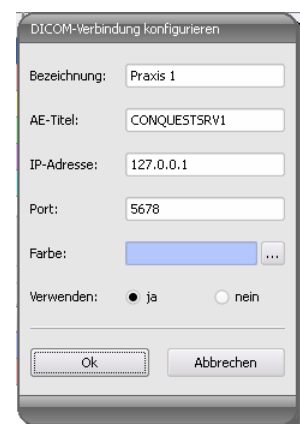 DICOM-Verbindung konfigurieren
Bezeichnung: Praxis 1
AE-Titel: CONQUESTSRV1
IP-Adresse: 127.0.0.1
Port: 5678
Farbe: ...
Verwenden: ja nein
Ok Abbrechen